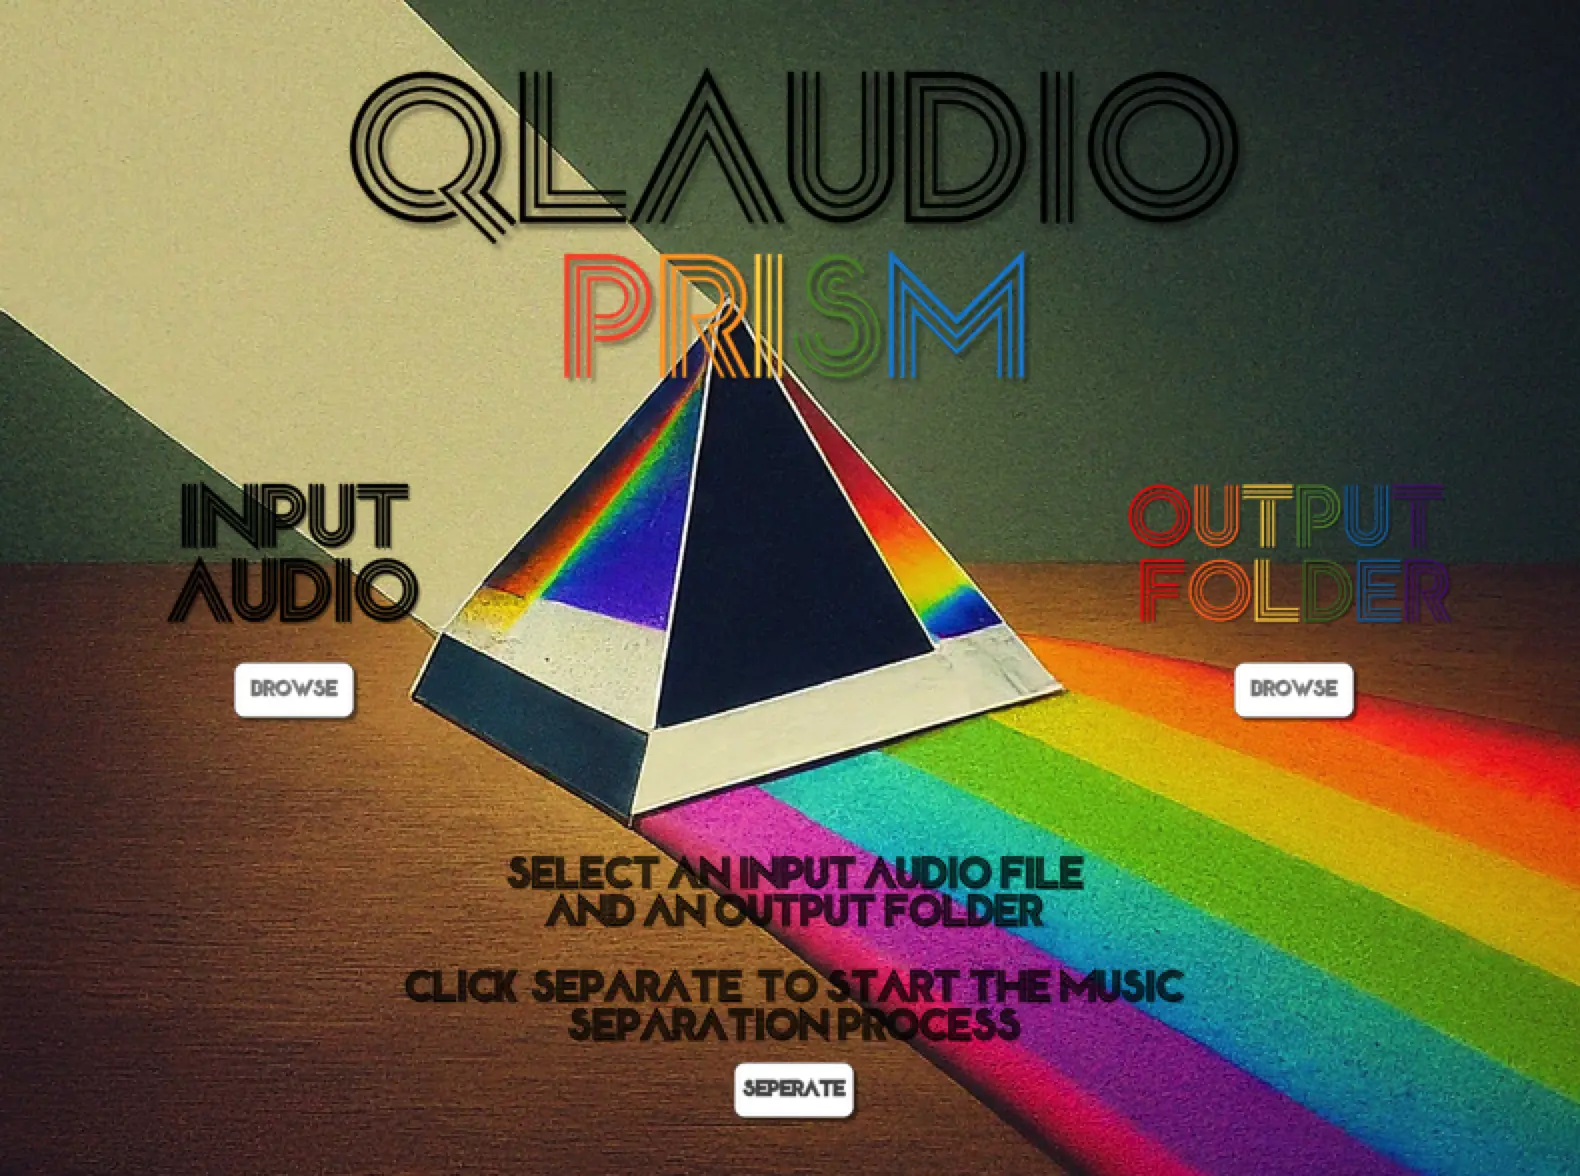 QLAUDIO
PRISM
INPUT
AUDIO
OUTPUT
FOLDER
BROWSE
BROWSE
SELECT AN INPUT AUDIO FILE
AND AN OUTPUT FOLDER
CLICK SEPARATE TO START THE MUSIC
SEPARATION PROCESS
SEPERATE